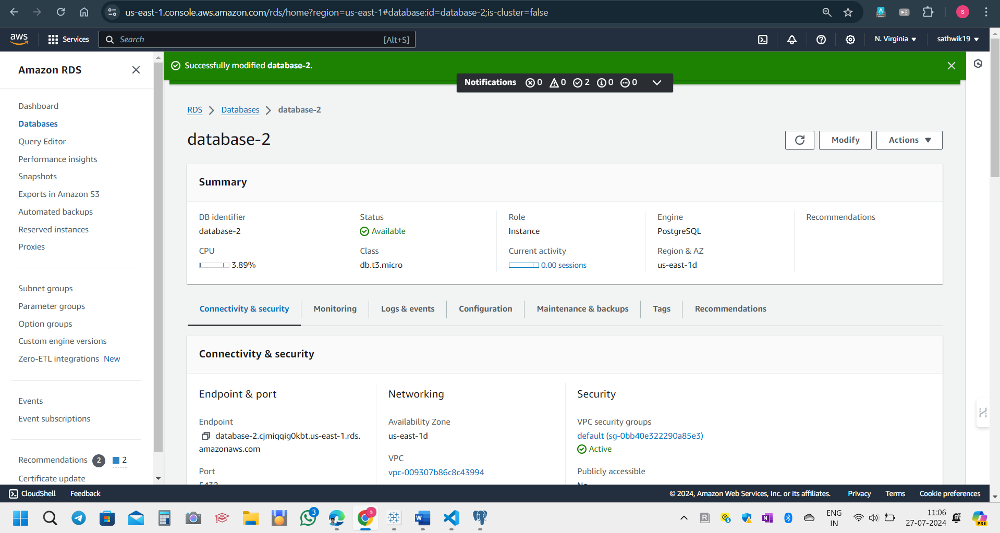 us-east-1.console.aws.amazon.com/rds/home?region=us-east-1#database:id=database-2;is-cluster=false
S
aws
Services
Search
[Alt+S]
N. Virginia
sathwik19
Amazon RDS
Dashboard
Databases
Query Editor
Performance insights
Snapshots
Exports in Amazon S3
Automated backups
Reserved instances
Proxies
Subnet groups
Parameter groups
Option groups
Custom engine versions
Zero-ETL integrations New
Events
Event subscriptions
Recommendations 2 2
Certificate update
Successfully modified database-2.
Notifications 0 0 2 0 0
RDS Databases database-2
database-2
Modify
Actions
Summary
DB identifier
database-2
Status
Available
Role
Instance
Engine
PostgreSQL
Recommendations
CPU
3.89%
Class
db.t3.micro
Current activity
0.00 sessions
Region & AZ
us-east-1d
Connectivity & security
Monitoring
Logs & events
Configuration
Maintenance & backups
Tags
Recommendations
Connectivity & security
Endpoint & port
Endpoint
database-2.cjmiqqig0kbt.us-east-1.rds.
amazonaws.com
Port
5432
Networking
Availability Zone
us-east-1d
VPC
vpc-009307b86c8c43994
Security
VPC security groups
default (sg-0bb40e322290a85e3)
Active
Publicly accessible
No
CloudShell
Feedback
© 2024, Amazon Web Services, Inc. or its affiliates.
Privacy
Terms
Cookie preferences
3
S
ENG
IN
11:06
27-07-2024
PRE